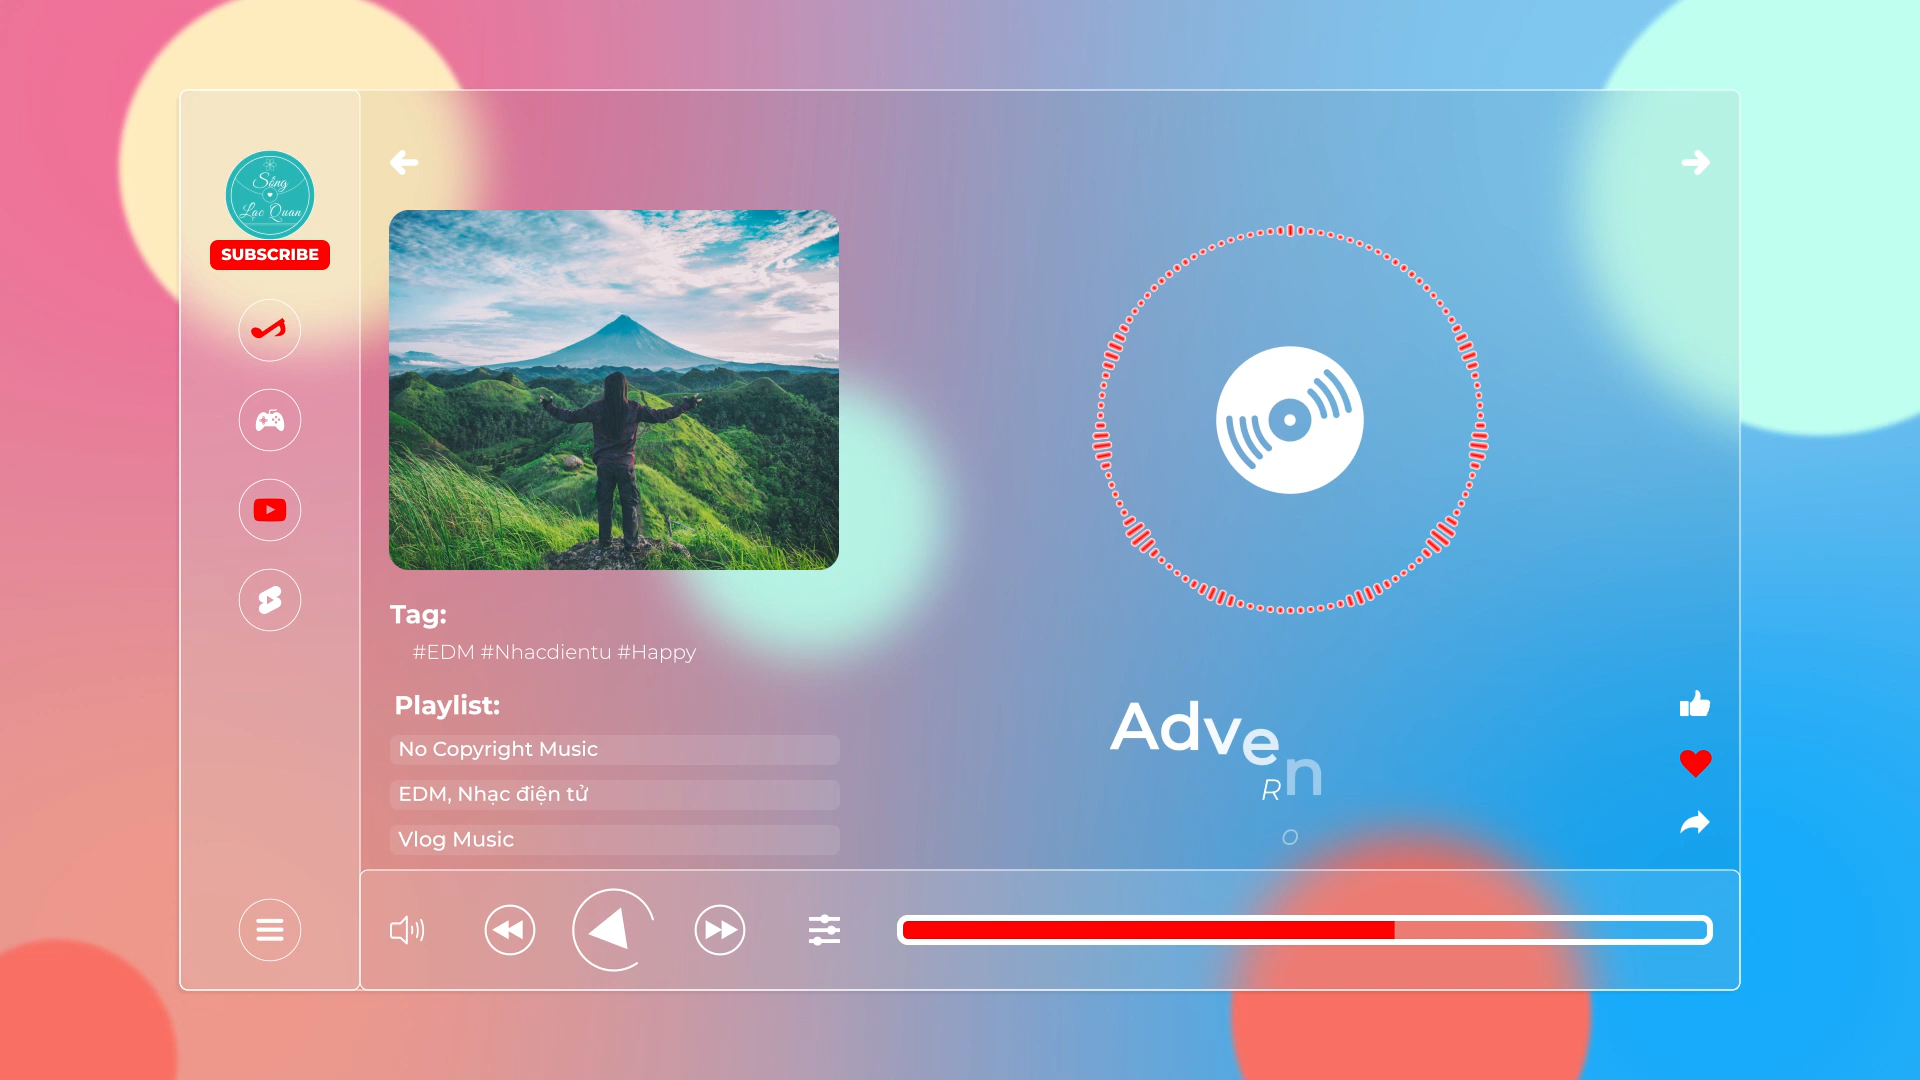 Sống
Lạc Quan
SUBSCRIBE
Tag:
#EDM #Nhacdientu #Happy
Playlist:
No Copyright Music
EDM, Nhạc điện tử
Vlog Music
Adven
R
O